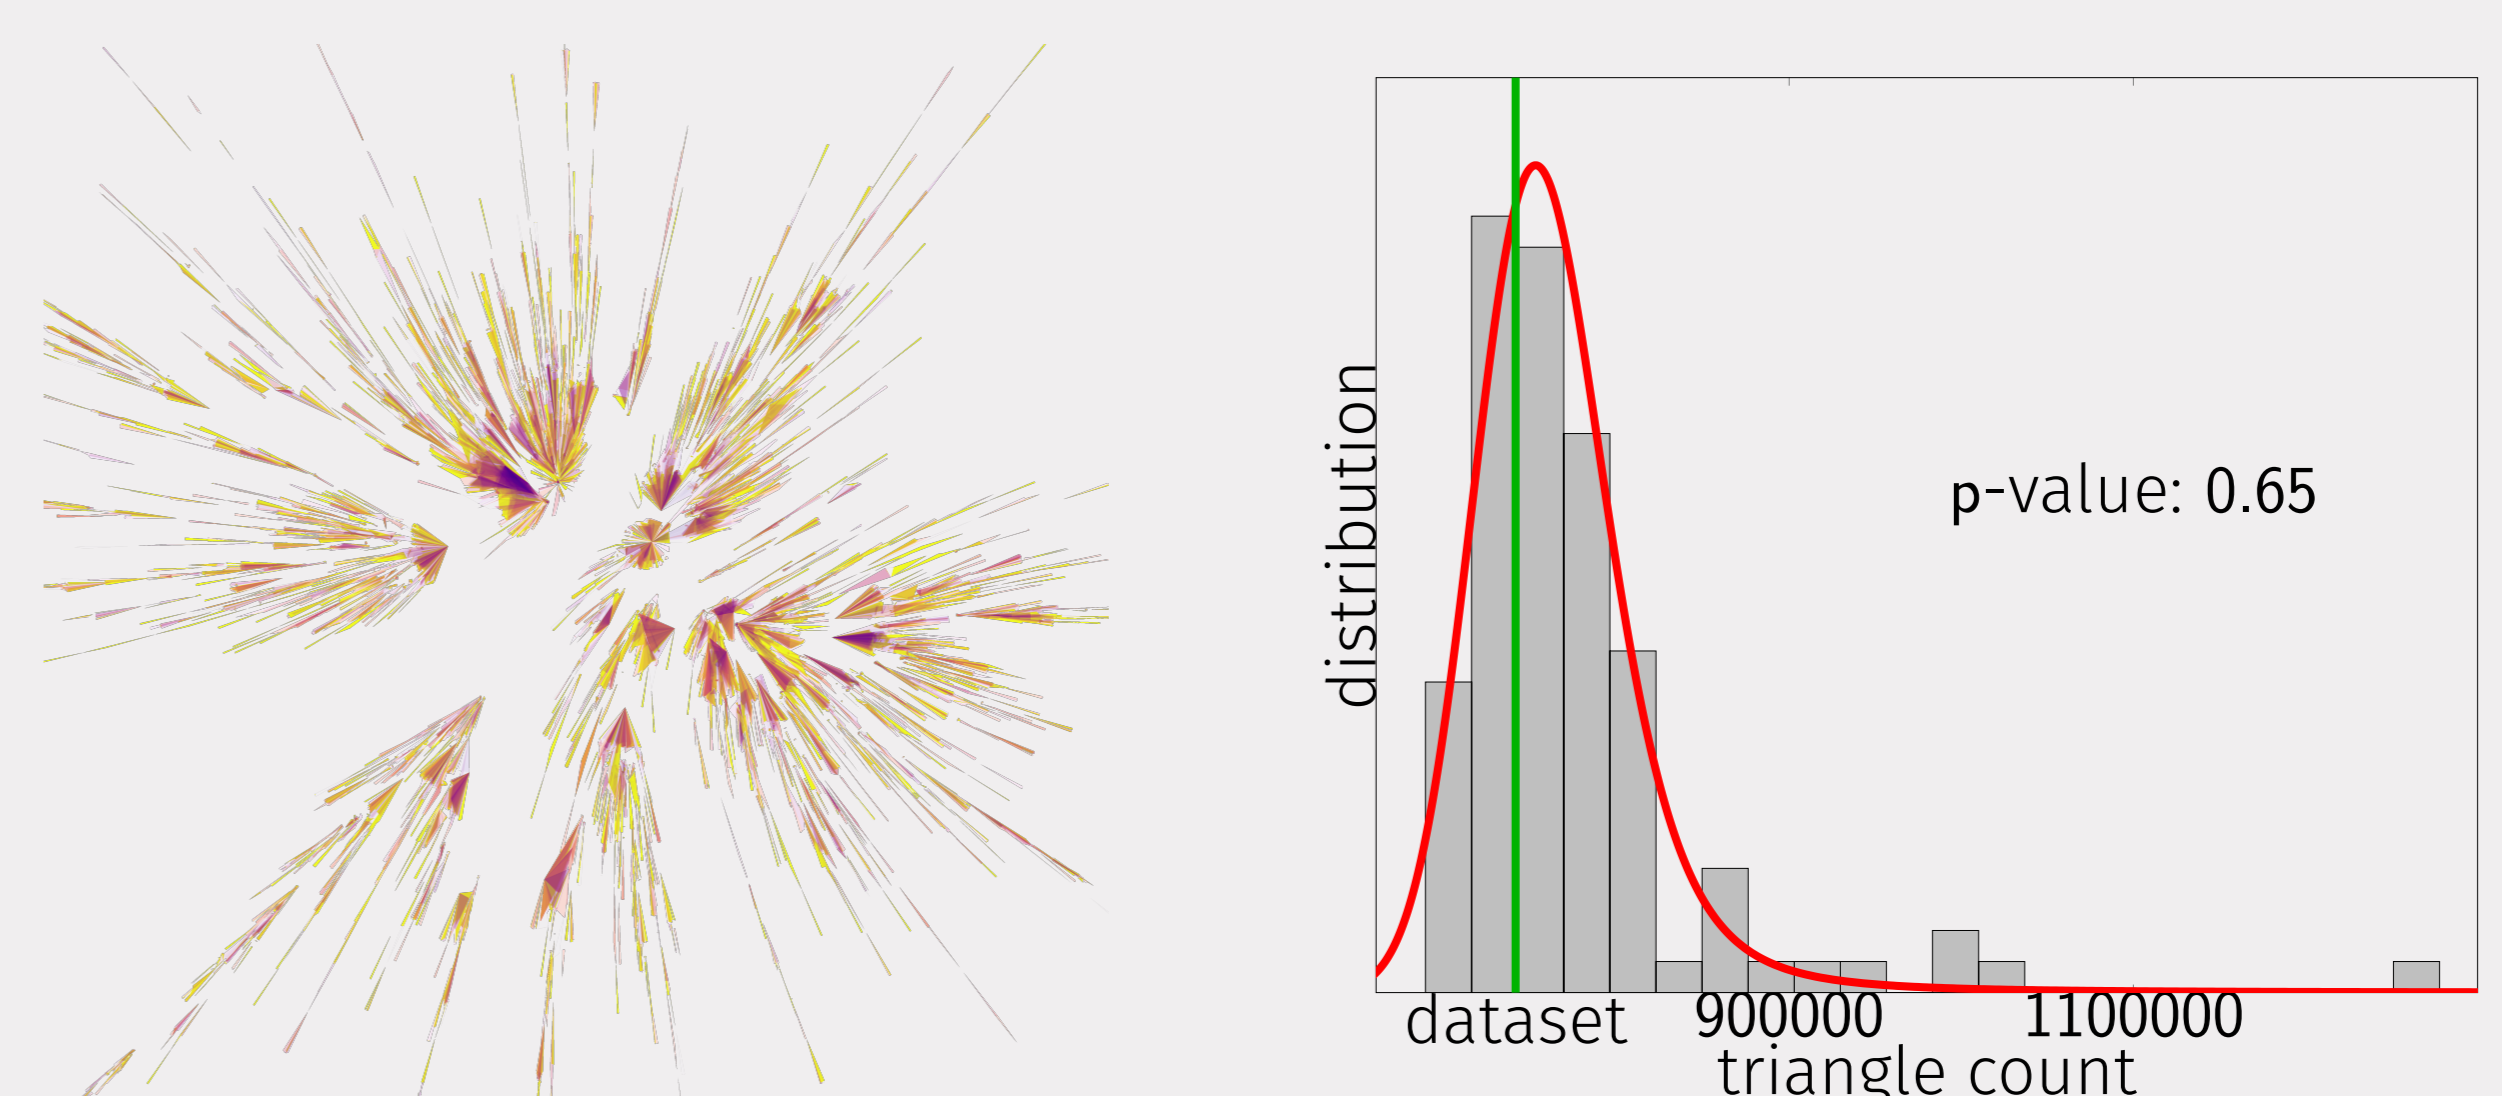 distribution
p-value: 0.65
dataset 900000 1100000
triangle count